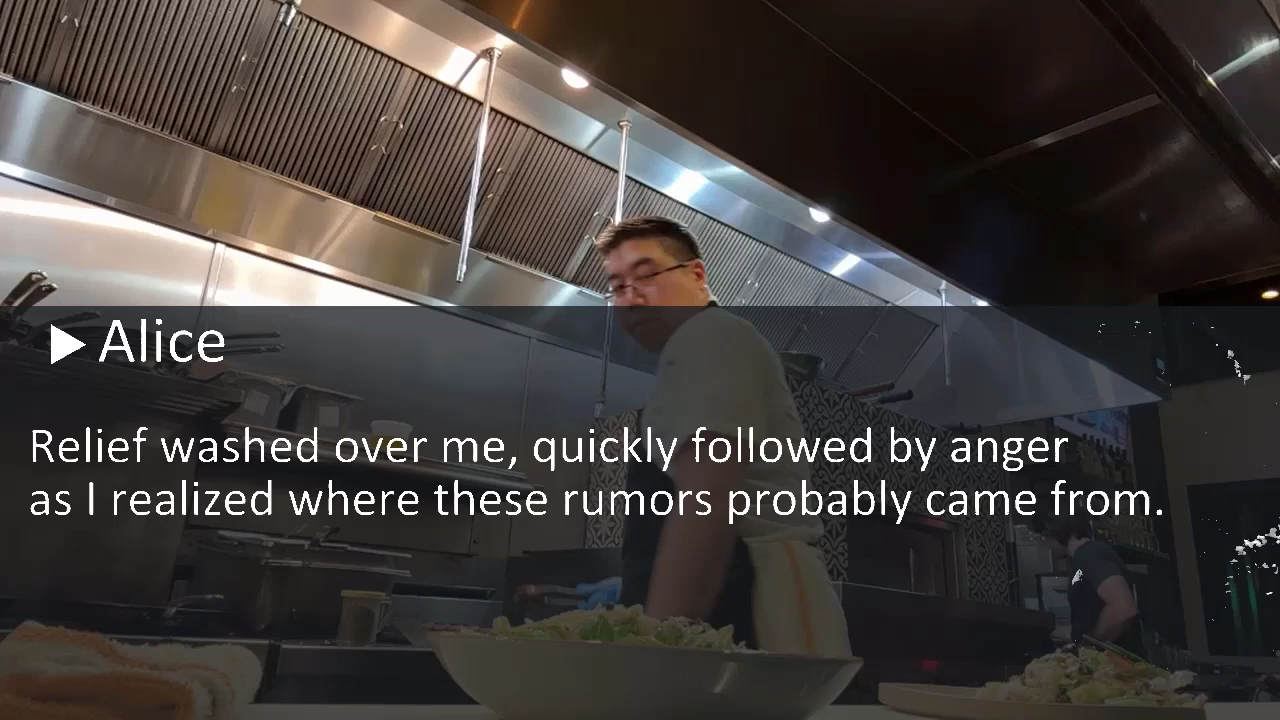 Alice
Relief washed over me, quickly followed by anger
as I realized where these rumors probably came from.